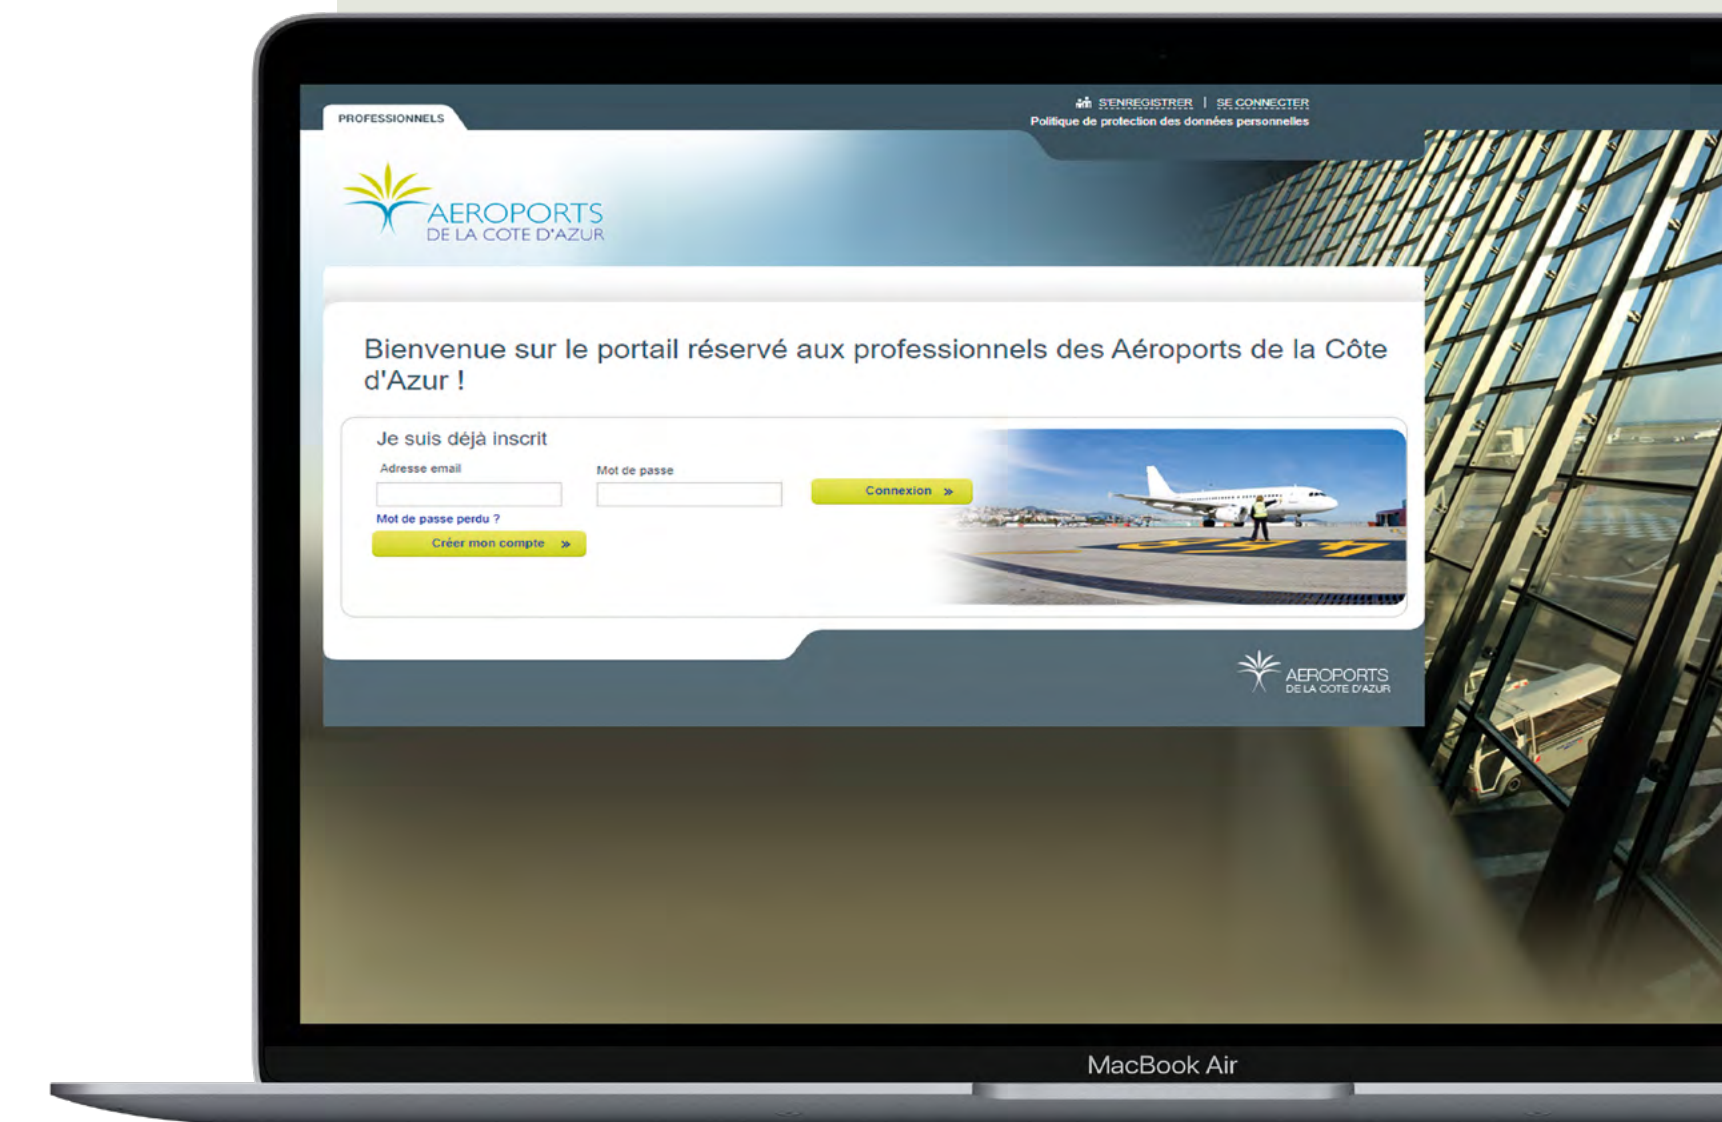 PROFESSIONNELS
S'ENREGISTRER | SE CONNECTER
Politique de protection des données personnelles
AEROPORTS
DE LA COTE D'AZUR
Bienvenue sur le portail réservé aux professionnels des Aéroports de la Côte
d'Azur !
Je suis déjà inscrit
Adresse email
Mot de passe
Connexion »
Mot de passe perdu ?
Créer mon compte »
AEROPORTS
DE LA COTE D'AZUR
MacBook Air